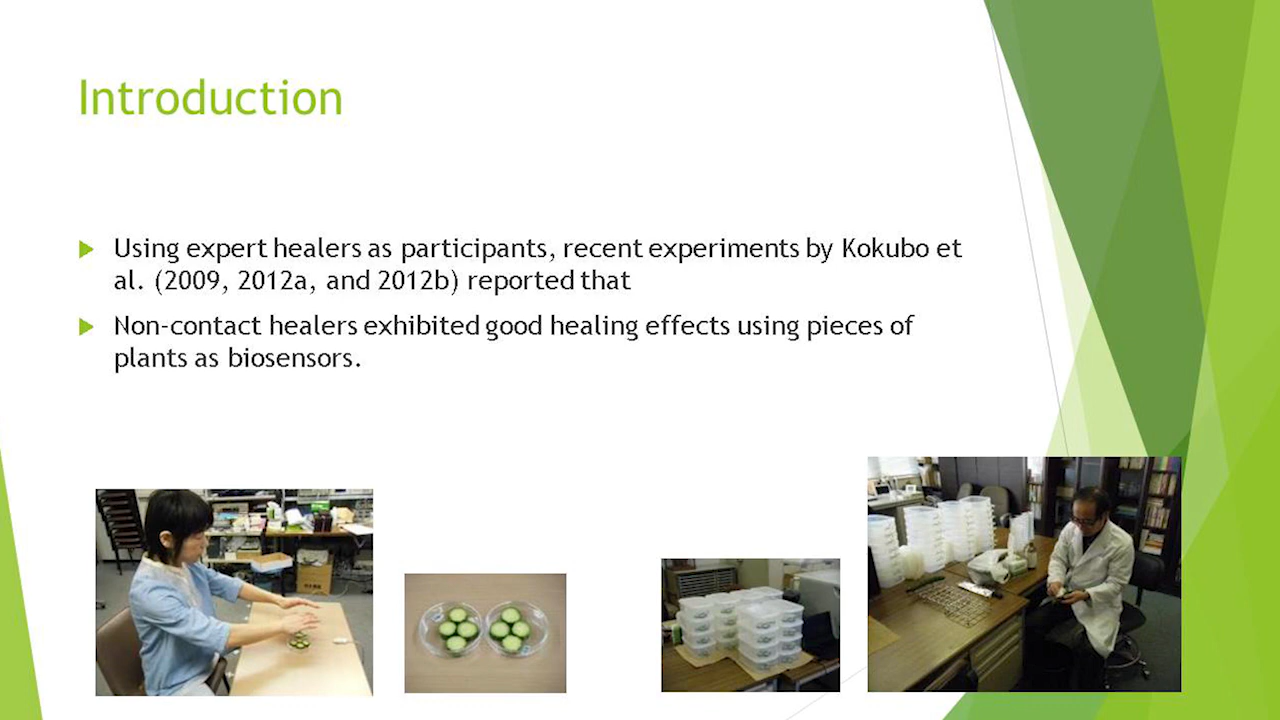 Introduction
Using expert healers as participants, recent experiments by Kokubo et
al. (2009, 2012a, and 2012b) reported that
Non-contact healers exhibited good healing effects using pieces of
plants as biosensors.